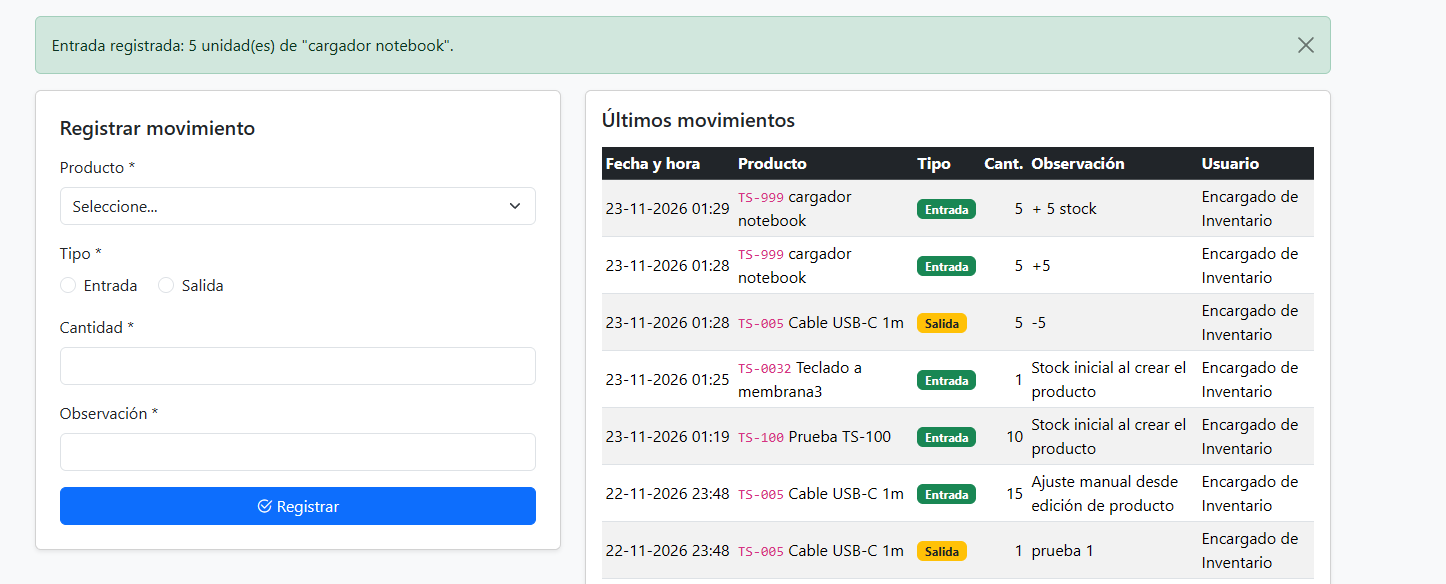 Entrada registrada: 5 unidad(es) de "cargador notebook".
Registrar movimiento
Producto *
Seleccione...
Tipo *
Entrada Salida
Cantidad *
Observación *
Registrar
Últimos movimientos
Fecha y hora Producto Tipo Cant. Observación Usuario
23-11-2026 01:29 TS-999 cargador notebook Entrada 5 + 5 stock Encargado de Inventario
23-11-2026 01:28 TS-999 cargador notebook Entrada 5 +5 Encargado de Inventario
23-11-2026 01:28 TS-005 Cable USB-C 1m Salida 5 -5 Encargado de Inventario
23-11-2026 01:25 TS-0032 Teclado a membrana3 Entrada 1 Stock inicial al crear el producto Encargado de Inventario
23-11-2026 01:19 TS-100 Prueba TS-100 Entrada 10 Stock inicial al crear el producto Encargado de Inventario
22-11-2026 23:48 TS-005 Cable USB-C 1m Entrada 15 Ajuste manual desde edición de producto Encargado de Inventario
22-11-2026 23:48 TS-005 Cable USB-C 1m Salida 1 prueba 1 Encargado de Inventario